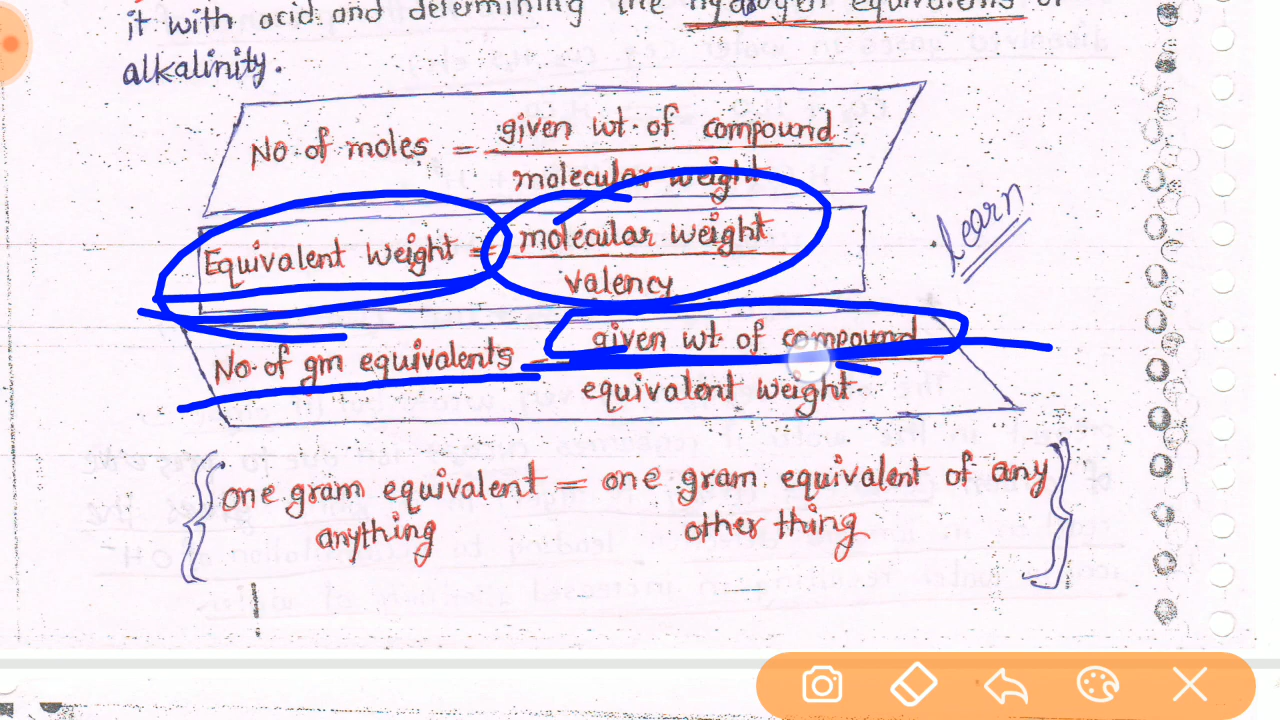 it with acid and determining the hydrogen equivalents of
alkalinity.
No. of moles = given wt. of compound
molecular weight
Equivalent weight = molecular weight
valency
Learn
No. of gm equivalents = given wt. of compound
equivalent weight.
one gram equivalent = one gram equivalent of any
anything other thing